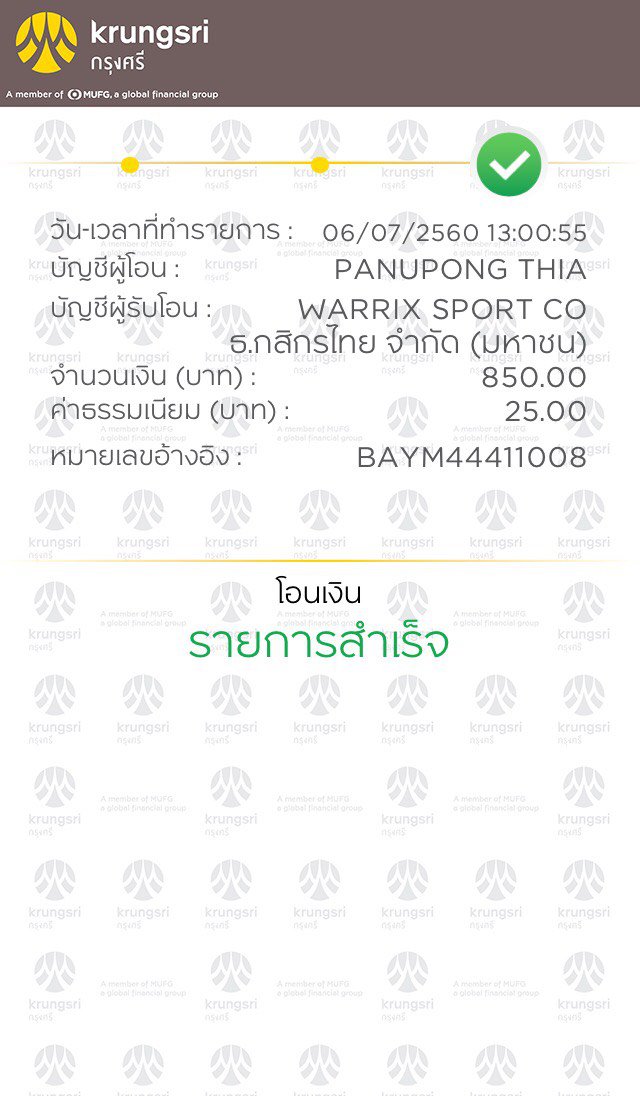 krungsri
กรุงศรี
A member of MUFG, a global financial group
วัน-เวลาที่ทำรายการ : 06/07/2560 13:00:55
บัญชีผู้โอน : PANUPONG THIA
บัญชีผู้รับโอน : WARRIX SPORT CO
ธ.กสิกรไทย จำกัด (มหาชน)
จำนวนเงิน (บาท) : 850.00
ค่าธรรมเนียม (บาท) : 25.00
หมายเลขอ้างอิง : BAYM44411008
โอนเงิน
รายการสำเร็จ